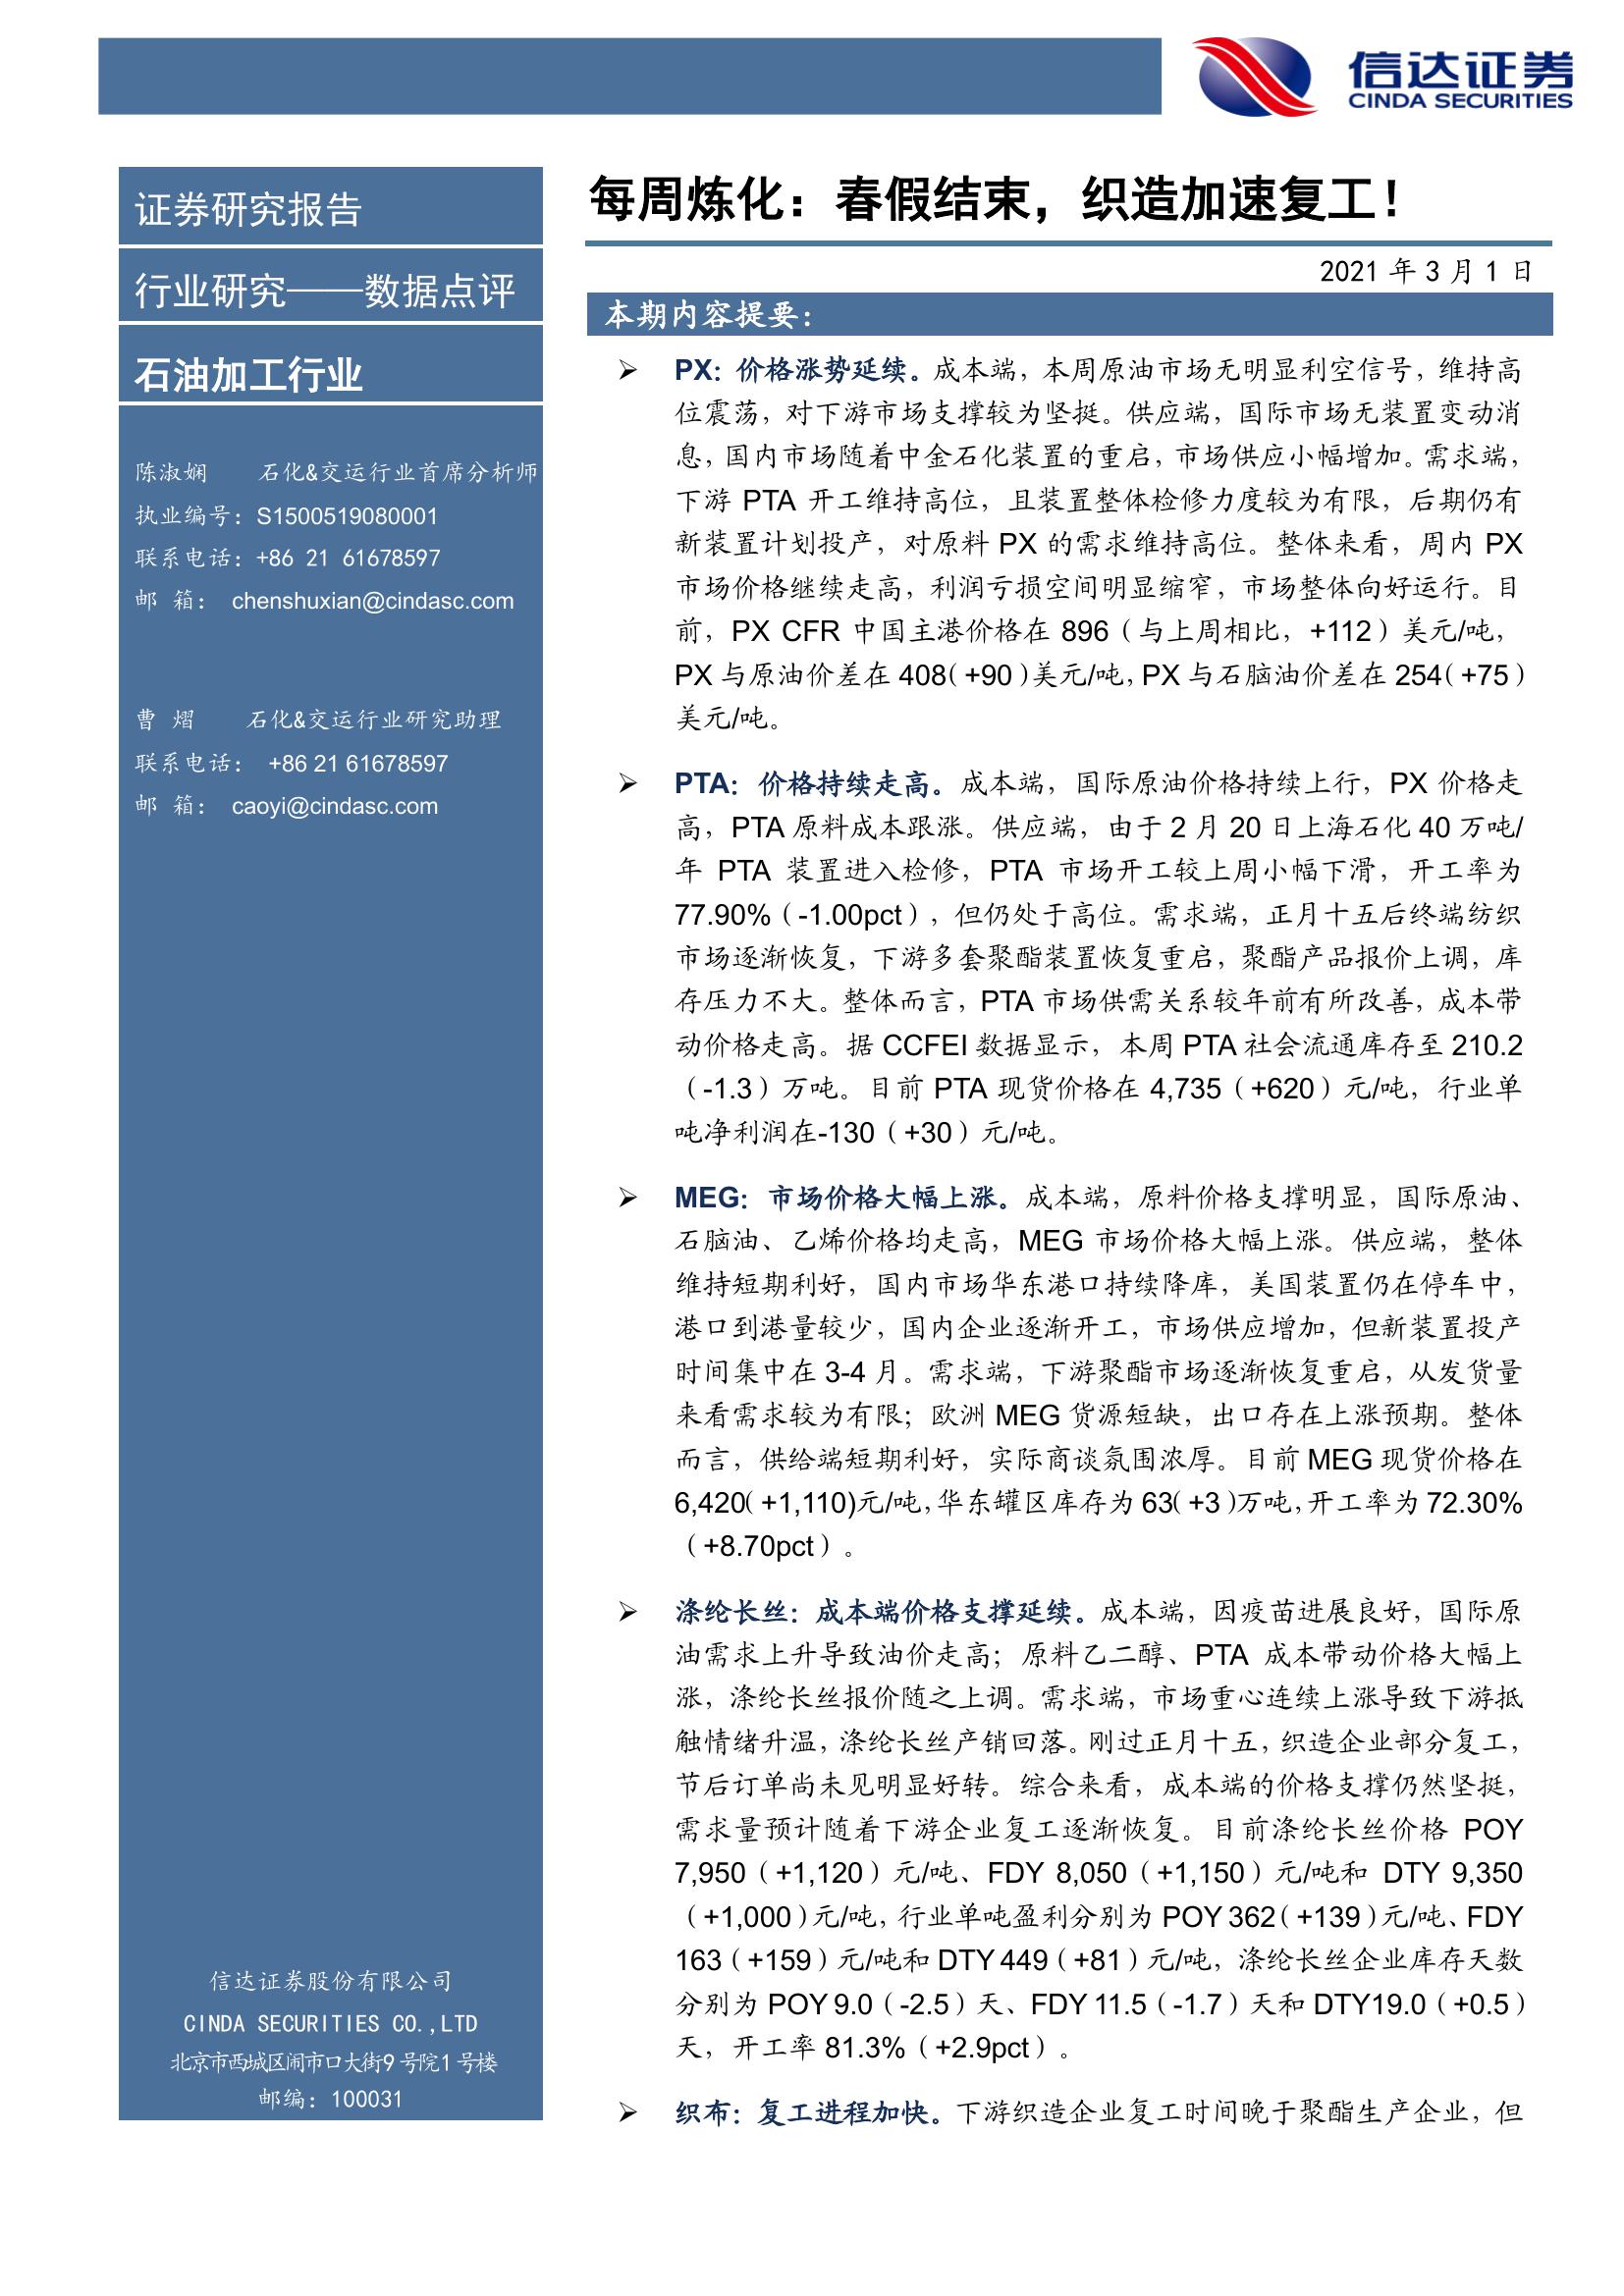 信达证券
CINDA SECURITIES
证券研究报告
行业研究——数据点评
石油加工行业
陈淑娴 石化&交运行业首席分析师
执业编号：S1500519080001
联系电话：+86 21 61678597
邮 箱： chenshuxian@cindasc.com
曹 熠 石化&交运行业研究助理
联系电话： +86 21 61678597
邮 箱： caoyi@cindasc.com
信达证券股份有限公司
CINDA SECURITIES CO.,LTD
北京市西城区闹市口大街9号院1号楼
邮编：100031
每周炼化：春假结束，织造加速复工！
2021 年 3 月 1 日
本期内容提要：
➢ PX：价格涨势延续。成本端，本周原油市场无明显利空信号，维持高
位震荡，对下游市场支撑较为坚挺。供应端，国际市场无装置变动消
息，国内市场随着中金石化装置的重启，市场供应小幅增加。需求端，
下游 PTA 开工维持高位，且装置整体检修力度较为有限，后期仍有
新装置计划投产，对原料 PX 的需求维持高位。整体来看，周内 PX
市场价格继续走高，利润亏损空间明显缩窄，市场整体向好运行。目
前，PX CFR 中国主港价格在 896（与上周相比，+112）美元/吨，
PX 与原油价差在 408（+90）美元/吨，PX 与石脑油价差在 254（+75）
美元/吨。
➢ PTA：价格持续走高。成本端，国际原油价格持续上行，PX 价格走
高，PTA 原料成本跟涨。供应端，由于 2 月 20 日上海石化 40 万吨/
年 PTA 装置进入检修，PTA 市场开工较上周小幅下滑，开工率为
77.90%（-1.00pct），但仍处于高位。需求端，正月十五后终端纺织
市场逐渐恢复，下游多套聚酯装置恢复重启，聚酯产品报价上调，库
存压力不大。整体而言，PTA 市场供需关系较年前有所改善，成本带
动价格走高。据 CCFEI 数据显示，本周 PTA 社会流通库存至 210.2
（-1.3）万吨。目前 PTA 现货价格在 4,735（+620）元/吨，行业单
吨净利润在-130（+30）元/吨。
➢ MEG：市场价格大幅上涨。成本端，原料价格支撑明显，国际原油、
石脑油、乙烯价格均走高，MEG 市场价格大幅上涨。供应端，整体
维持短期利好，国内市场华东港口持续降库，美国装置仍在停车中，
港口到港量较少，国内企业逐渐开工，市场供应增加，但新装置投产
时间集中在 3-4 月。需求端，下游聚酯市场逐渐恢复重启，从发货量
来看需求较为有限；欧洲 MEG 货源短缺，出口存在上涨预期。整体
而言，供给端短期利好，实际商谈氛围浓厚。目前 MEG 现货价格在
6,420（+1,110)元/吨，华东罐区库存为 63（+3）万吨，开工率为 72.30%
（+8.70pct）。
➢ 涤纶长丝：成本端价格支撑延续。成本端，因疫苗进展良好，国际原
油需求上升导致油价走高；原料乙二醇、PTA 成本带动价格大幅上
涨，涤纶长丝报价随之上调。需求端，市场重心连续上涨导致下游抵
触情绪升温，涤纶长丝产销回落。刚过正月十五，织造企业部分复工，
节后订单尚未见明显好转。综合来看，成本端的价格支撑仍然坚挺，
需求量预计随着下游企业复工逐渐恢复。目前涤纶长丝价格 POY
7,950（+1,120）元/吨、FDY 8,050（+1,150）元/吨和 DTY 9,350
（+1,000）元/吨，行业单吨盈利分别为 POY 362（+139）元/吨、FDY
163（+159）元/吨和 DTY 449（+81）元/吨，涤纶长丝企业库存天数
分别为 POY 9.0（-2.5）天、FDY 11.5（-1.7）天和 DTY19.0（+0.5）
天，开工率 81.3%（+2.9pct）。
➢ 织布：复工进程加快。下游织造企业复工时间晚于聚酯生产企业，但